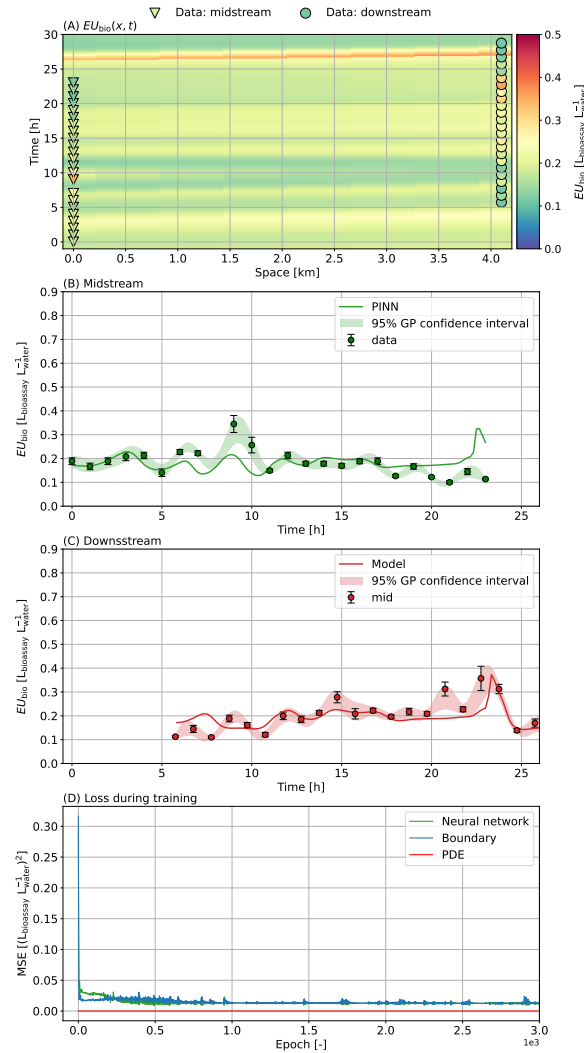 Data: midstream
Data: downstream
(A) EU_bio(x, t)
30
25
20
15
10
5
0
Time [h]
0.0 0.5 1.0 1.5 2.0 2.5 3.0 3.5 4.0
Space [km]
0.5
0.4
0.3
0.2
0.1
0.0
EU_bio [L_bioassay L_water^−1]
(B) Midstream
0.9
0.8
0.7
0.6
0.5
0.4
0.3
0.2
0.1
0.0
EU_bio [L_bioassay L_water^−1]
PINN
95% GP confidence interval
data
0 5 10 15 20 25
Time [h]
(C) Downsstream
0.9
0.8
0.7
0.6
0.5
0.4
0.3
0.2
0.1
0.0
EU_bio [L_bioassay L_water^−1]
Model
95% GP confidence interval
mid
0 5 10 15 20 25
Time [h]
(D) Loss during training
0.30
0.25
0.20
0.15
0.10
0.05
0.00
MSE [(L_bioassay L_water^−1)^2]
Neural network
Boundary
PDE
0.0 0.5 1.0 1.5 2.0 2.5 3.0
Epoch [-]
1e3